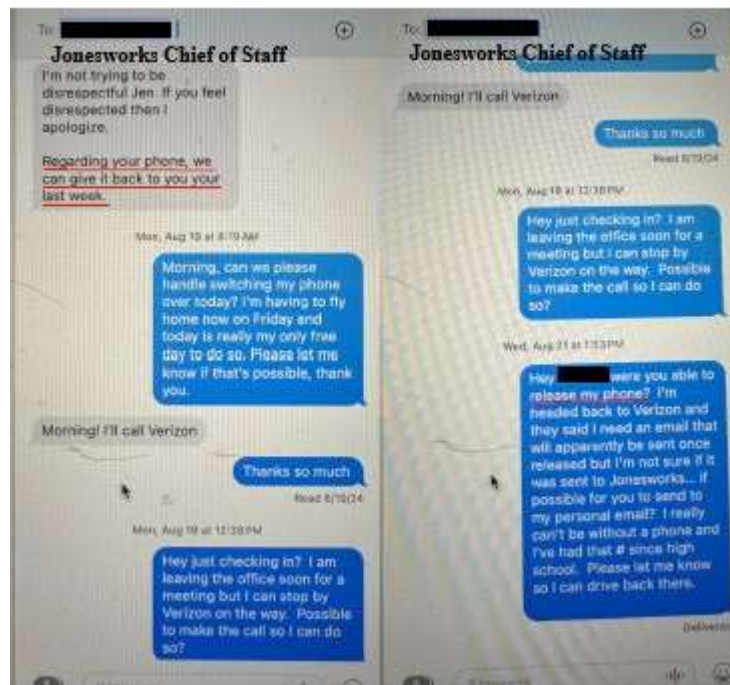 To:
Jonesworks Chief of Staff
I'm not trying to be
disrespectful Jen. If you feel
disrespected then I
apologize.
Regarding your phone, we
can give it back to you your
last week.
Mon, Aug 19 at 8:19 AM
Morning, can we please
handle switching my phone
over today? I'm having to fly
home now on Friday and
today is really my only free
day to do so. Please let me
know if that's possible, thank
you.
Morning! I'll call Verizon
Thanks so much
Read 8/19/24
Mon, Aug 19 at 12:38 PM
Hey just checking in? I am
leaving the office soon for a
meeting but I can stop by
Verizon on the way. Possible
to make the call so I can do
so?
To:
Jonesworks Chief of Staff
Morning! I'll call Verizon
Thanks so much
Read 8/19/24
Mon, Aug 19 at 12:38 PM
Hey just checking in? I am
leaving the office soon for a
meeting but I can stop by
Verizon on the way. Possible
to make the call so I can do
so?
Wed, Aug 21 at 1:53 PM
Hey were you able to
release my phone? I'm
headed back to Verizon and
they said I need an email that
will apparently be sent once
released but I'm not sure if it
was sent to Jonesworks... if
possible for you to send to
my personal email? I really
can't be without a phone and
I've had that # since high
school. Please let me know
so I can drive back there.
Delivered